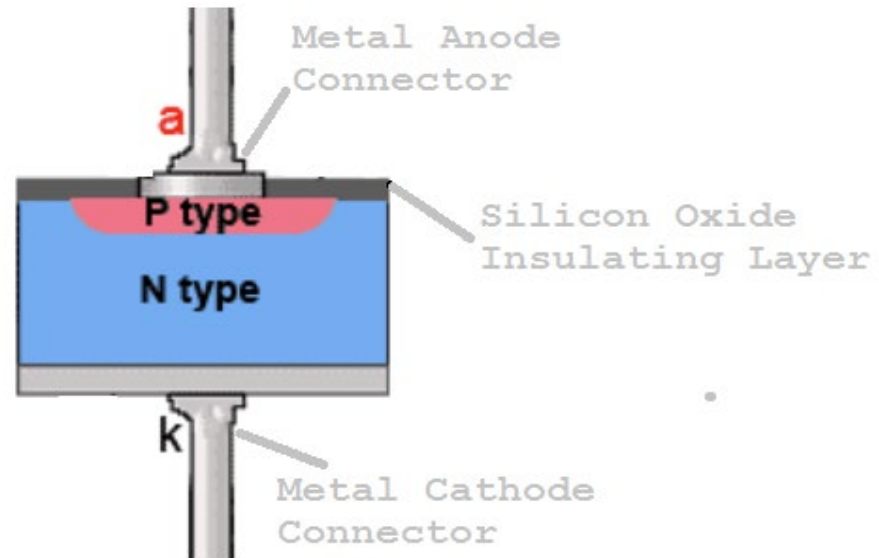 Metal Anode
Connector
a
P type
Silicon Oxide
Insulating Layer
N type
k
Metal Cathode
Connector